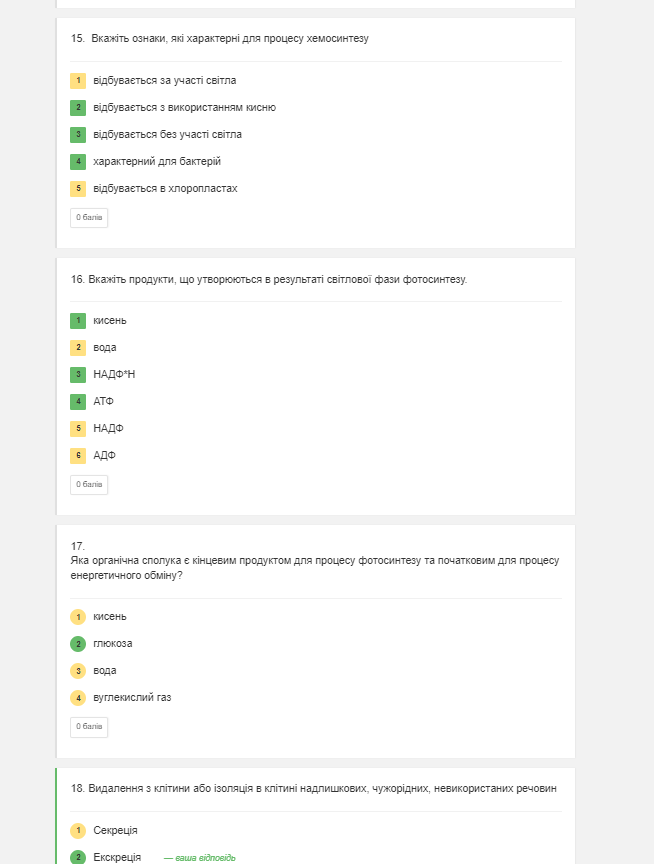 15. Вкажіть ознаки, які характерні для процесу хемосинтезу
1 відбувається за участі світла
2 відбувається з використанням кисню
3 відбувається без участі світла
4 характерний для бактерій
5 відбувається в хлоропластах
0 балів
16. Вкажіть продукти, що утворюються в результаті світлової фази фотосинтезу.
1 кисень
2 вода
3 НАДФ*Н
4 АТФ
5 НАДФ
6 АДФ
0 балів
17.
Яка органічна сполука є кінцевим продуктом для процесу фотосинтезу та початковим для процесу
енергетичного обміну?
1 кисень
2 глюкоза
3 вода
4 вуглекислий газ
0 балів
18. Видалення з клітини або ізоляція в клітині надлишкових, чужорідних, невикористаних речовин
1 Секреція
2 Екскреція — ваша відповідь